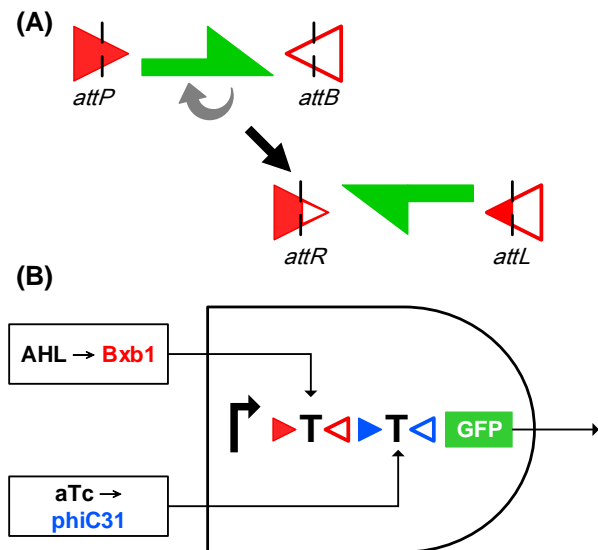 (A)
attP
attB
attR
attL
(B)
AHL → Bxb1
T
T
GFP
aTc →
phiC31